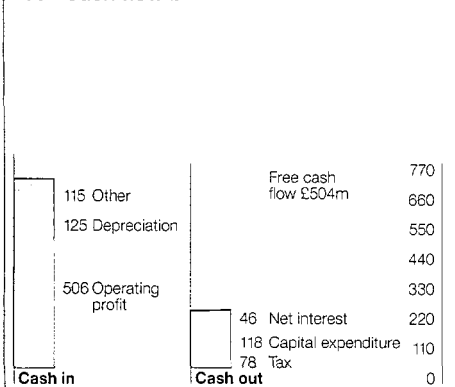 115 Other
125 Depreciation
506 Operating
profit
Cash in
Free cash
flow £504m
46 Net interest
118 Capital expenditure
78 Tax
Cash out
770
660
550
440
330
220
110
0